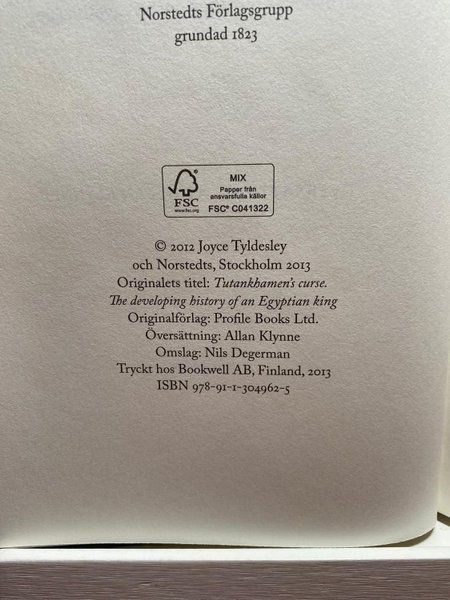 Norstedts Förlagsgrupp
grundad 1823
FSC
www.fsc.org
MIX
Papper från
ansvarsfulla källor
FSC® C041322
© 2012 Joyce Tyldesley
och Norstedts, Stockholm 2013
Originalets titel: Tutankhamen's curse.
The developing history of an Egyptian king
Originalförlag: Profile Books Ltd.
Översättning: Allan Klynne
Omslag: Nils Degerman
Tryckt hos Bookwell AB, Finland, 2013
ISBN 978-91-1-304962-5